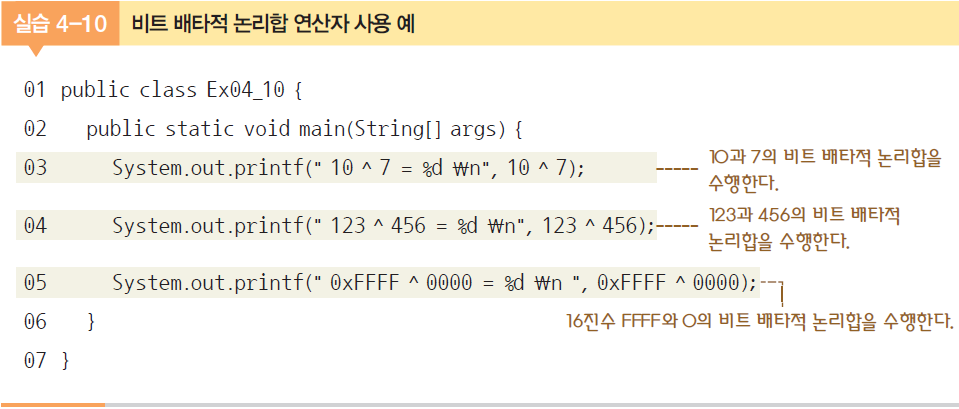 실습 4-10 비트 배타적 논리합 연산자 사용 예
01 public class Ex04_10 {
02 public static void main(String[] args) {
03 System.out.printf(" 10 ^ 7 = %d ₩n", 10 ^ 7);
10과 7의 비트 배타적 논리합을
수행한다.
04 System.out.printf(" 123 ^ 456 = %d ₩n", 123 ^ 456);
123과 456의 비트 배타적
논리합을 수행한다.
05 System.out.printf(" 0xFFFF ^ 0000 = %d ₩n ", 0xFFFF ^ 0000);
06 }
16진수 FFFF와 0의 비트 배타적 논리합을 수행한다.
07 }